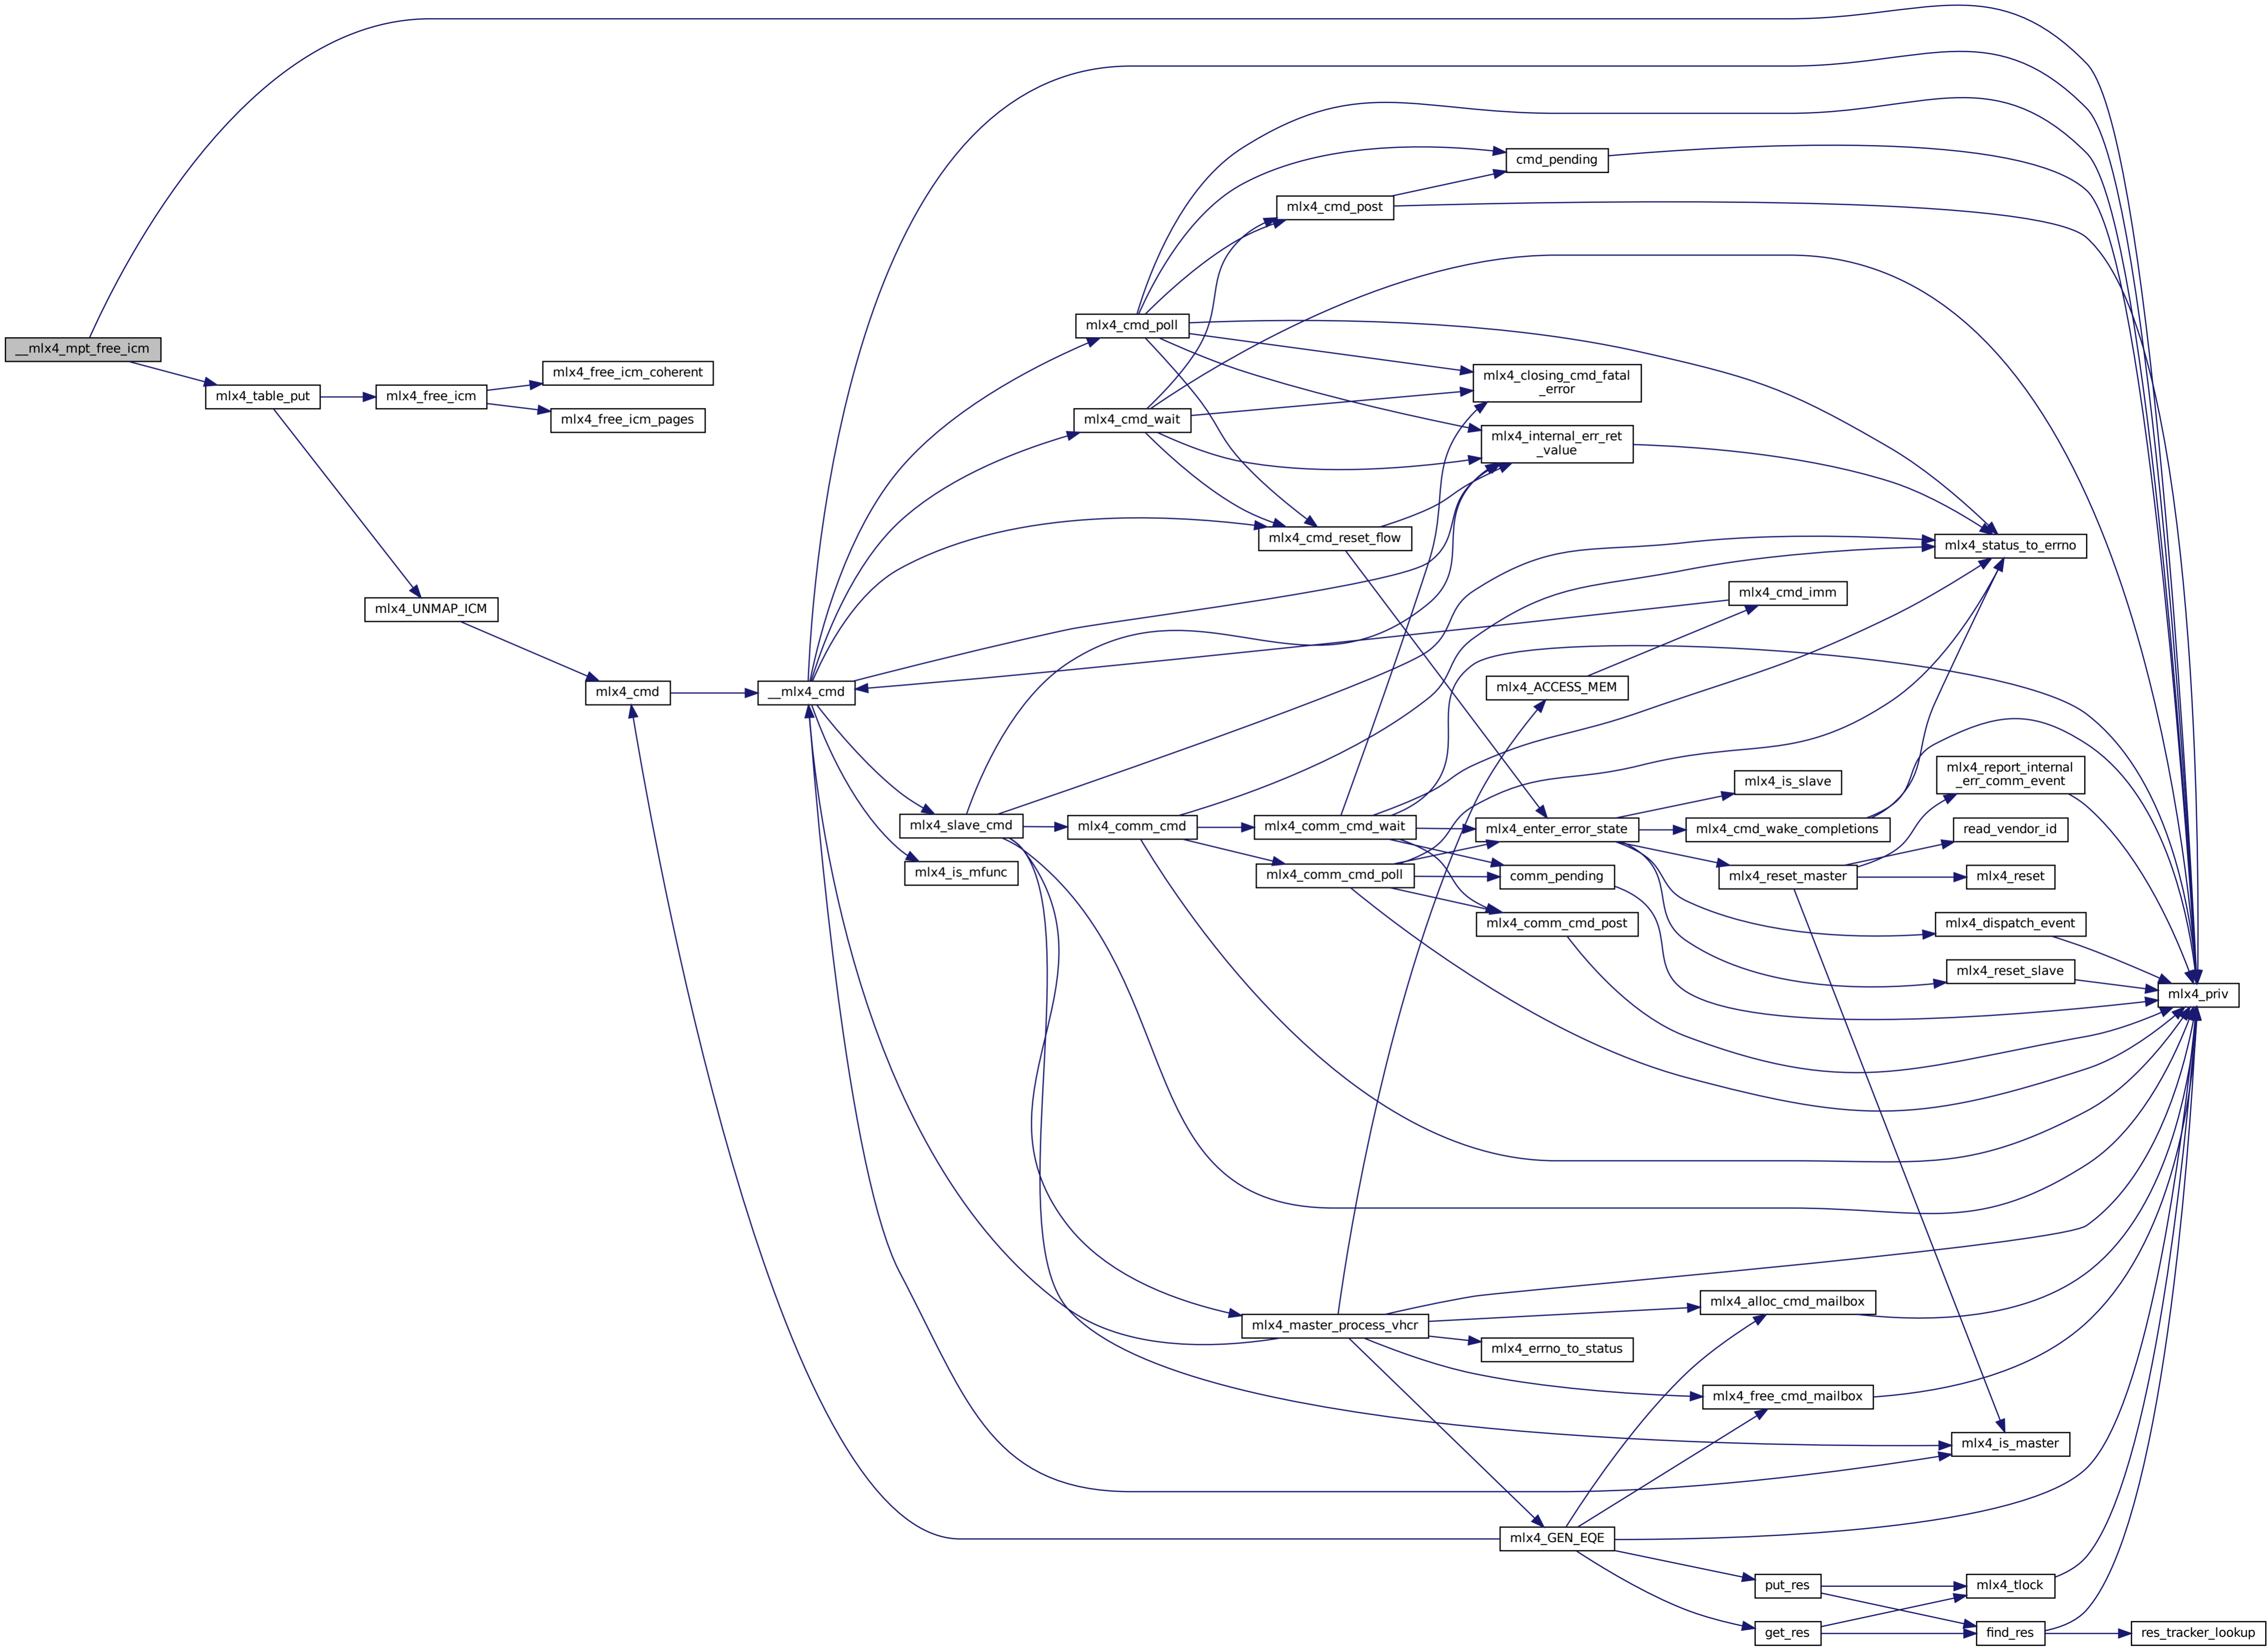 __mlx4_mpt_free_icm
mlx4_table_put
mlx4_free_icm
mlx4_free_icm_coherent
mlx4_free_icm_pages
mlx4_UNMAP_ICM
mlx4_cmd
__mlx4_cmd
mlx4_cmd_poll
mlx4_cmd_wait
mlx4_slave_cmd
mlx4_is_mfunc
mlx4_cmd_post
cmd_pending
mlx4_closing_cmd_fatal
_error
mlx4_internal_err_ret
_value
mlx4_cmd_reset_flow
mlx4_status_to_errno
mlx4_cmd_imm
mlx4_ACCESS_MEM
mlx4_comm_cmd
mlx4_comm_cmd_wait
mlx4_comm_cmd_poll
mlx4_enter_error_state
comm_pending
mlx4_comm_cmd_post
mlx4_is_slave
mlx4_cmd_wake_completions
mlx4_reset_master
mlx4_report_internal
_err_comm_event
read_vendor_id
mlx4_reset
mlx4_dispatch_event
mlx4_reset_slave
mlx4_priv
mlx4_master_process_vhcr
mlx4_alloc_cmd_mailbox
mlx4_errno_to_status
mlx4_free_cmd_mailbox
mlx4_is_master
mlx4_GEN_EQE
put_res
get_res
mlx4_tlock
find_res
res_tracker_lookup